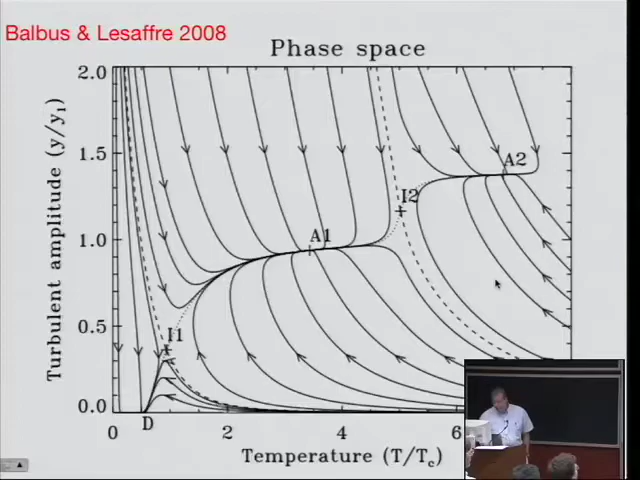 Balbus & Lesaffre 2008
Phase space
Turbulent amplitude (y/y₁)
2.0
1.5
1.0
0.5
0.0
A2
I2
A1
I1
D
0
2
4
6
Temperature (T/T_c)